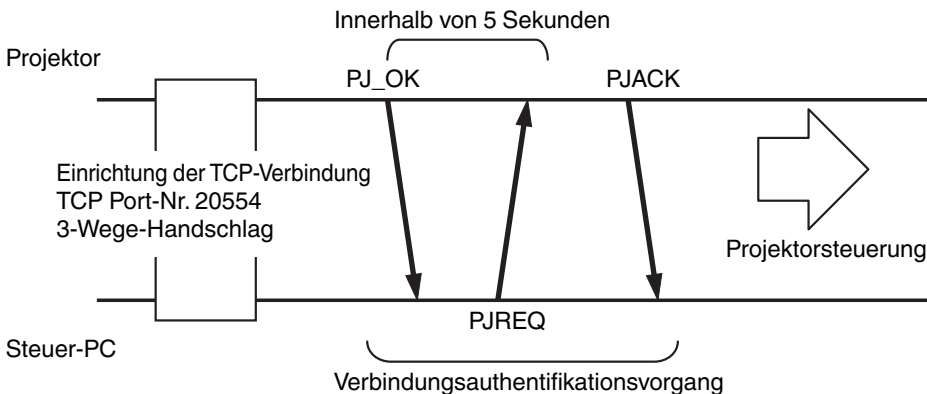 Innerhalb von 5 Sekunden
Projektor
PJ_OK
PJACK
Einrichtung der TCP-Verbindung
TCP Port-Nr. 20554
3-Wege-Handschlag
Projektorsteuerung
PJREQ
Steuer-PC
Verbindungsauthentifikationsvorgang